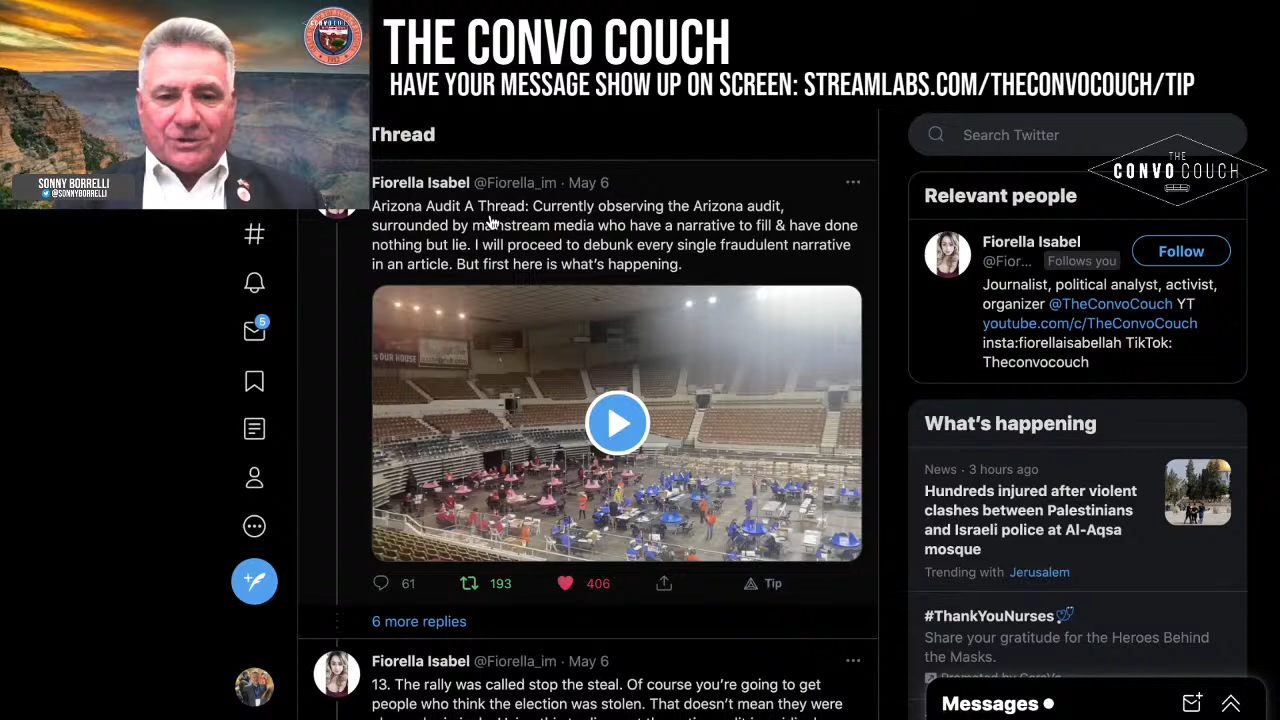 THE CONVO COUCH
HAVE YOUR MESSAGE SHOW UP ON SCREEN: STREAMLABS.COM/THECONVOCOUCH/TIP
SONNY BORRELLI
@SONNYBORRELLI
Thread
Fiorella Isabel @Fiorella_im · May 6
Arizona Audit A Thread: Currently observing the Arizona audit,
surrounded by mainstream media who have a narrative to fill & have done
nothing but lie. I will proceed to debunk every single fraudulent narrative
in an article. But first here is what's happening.
OUR HOUSE
61
193
406
Tip
6 more replies
Fiorella Isabel @Fiorella_im · May 6
13. The rally was called stop the steal. Of course you're going to get
people who think the election was stolen. That doesn't mean they were
5
Search Twitter
THE
CONVO COUCH
Relevant people
Fiorella Isabel
@Fior... Follows you
Follow
Journalist, political analyst, activist,
organizer @TheConvoCouch YT
youtube.com/c/TheConvoCouch
insta:fiorellaisabellah TikTok:
Theconvocouch
What's happening
News · 3 hours ago
Hundreds injured after violent
clashes between Palestinians
and Israeli police at Al-Aqsa
mosque
Trending with Jerusalem
#ThankYouNurses
Share your gratitude for the Heroes Behind
the Masks.
Messages